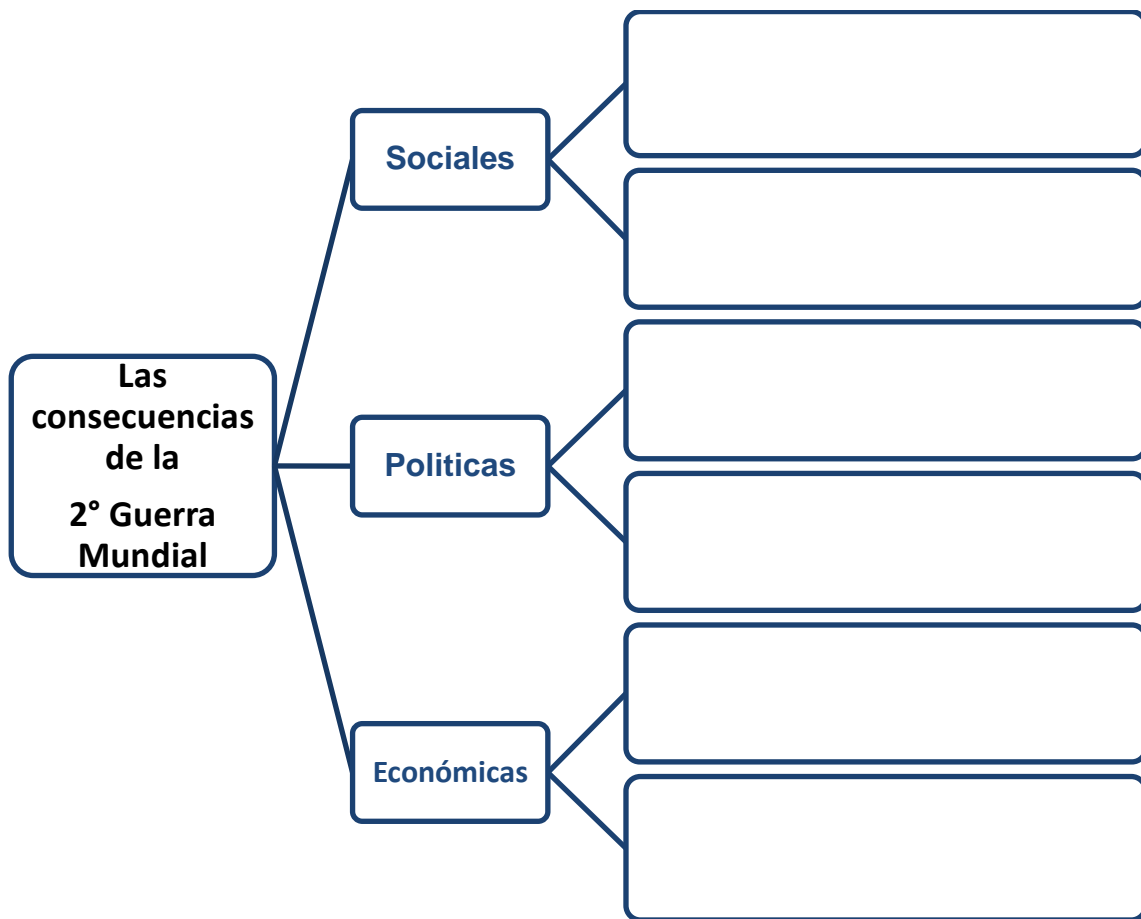 Las
consecuencias
de la
2° Guerra
Mundial
Sociales
Politicas
Económicas